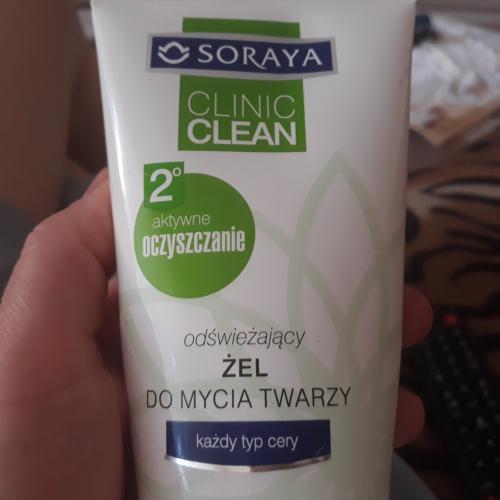 SORAYA
CLINIC
CLEAN
2°
aktywne
oczyszczanie
odświeżający
ŻEL
DO MYCIA TWARZY
każdy typ cery